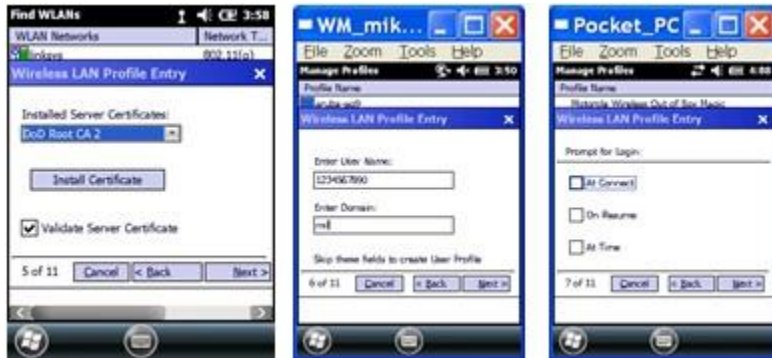 Find WLANs 3:58
WLAN Networks Network T...
linksys 802.11(g)
Wireless LAN Profile Entry
Installed Server Certificates:
DoD Root CA 2
Install Certificate
Validate Server Certificate
5 of 11 Cancel < Back Next >
WM_mik...
File Zoom Tools Help
Manage Profiles 3:50
Profile Name
Wireless LAN Profile Entry
Enter User Name:
1234567890
Enter Domain:
mil
Skip these fields to create User Profile
6 of 11 Cancel < Back Next >
Pocket_PC
File Zoom Tools Help
Manage Profiles 4:08
Profile Name
Motorola Wireless Out of Box Magic
Wireless LAN Profile Entry
Prompt for Login:
At Connect
On Resume
At Time
7 of 11 Cancel < Back Next >